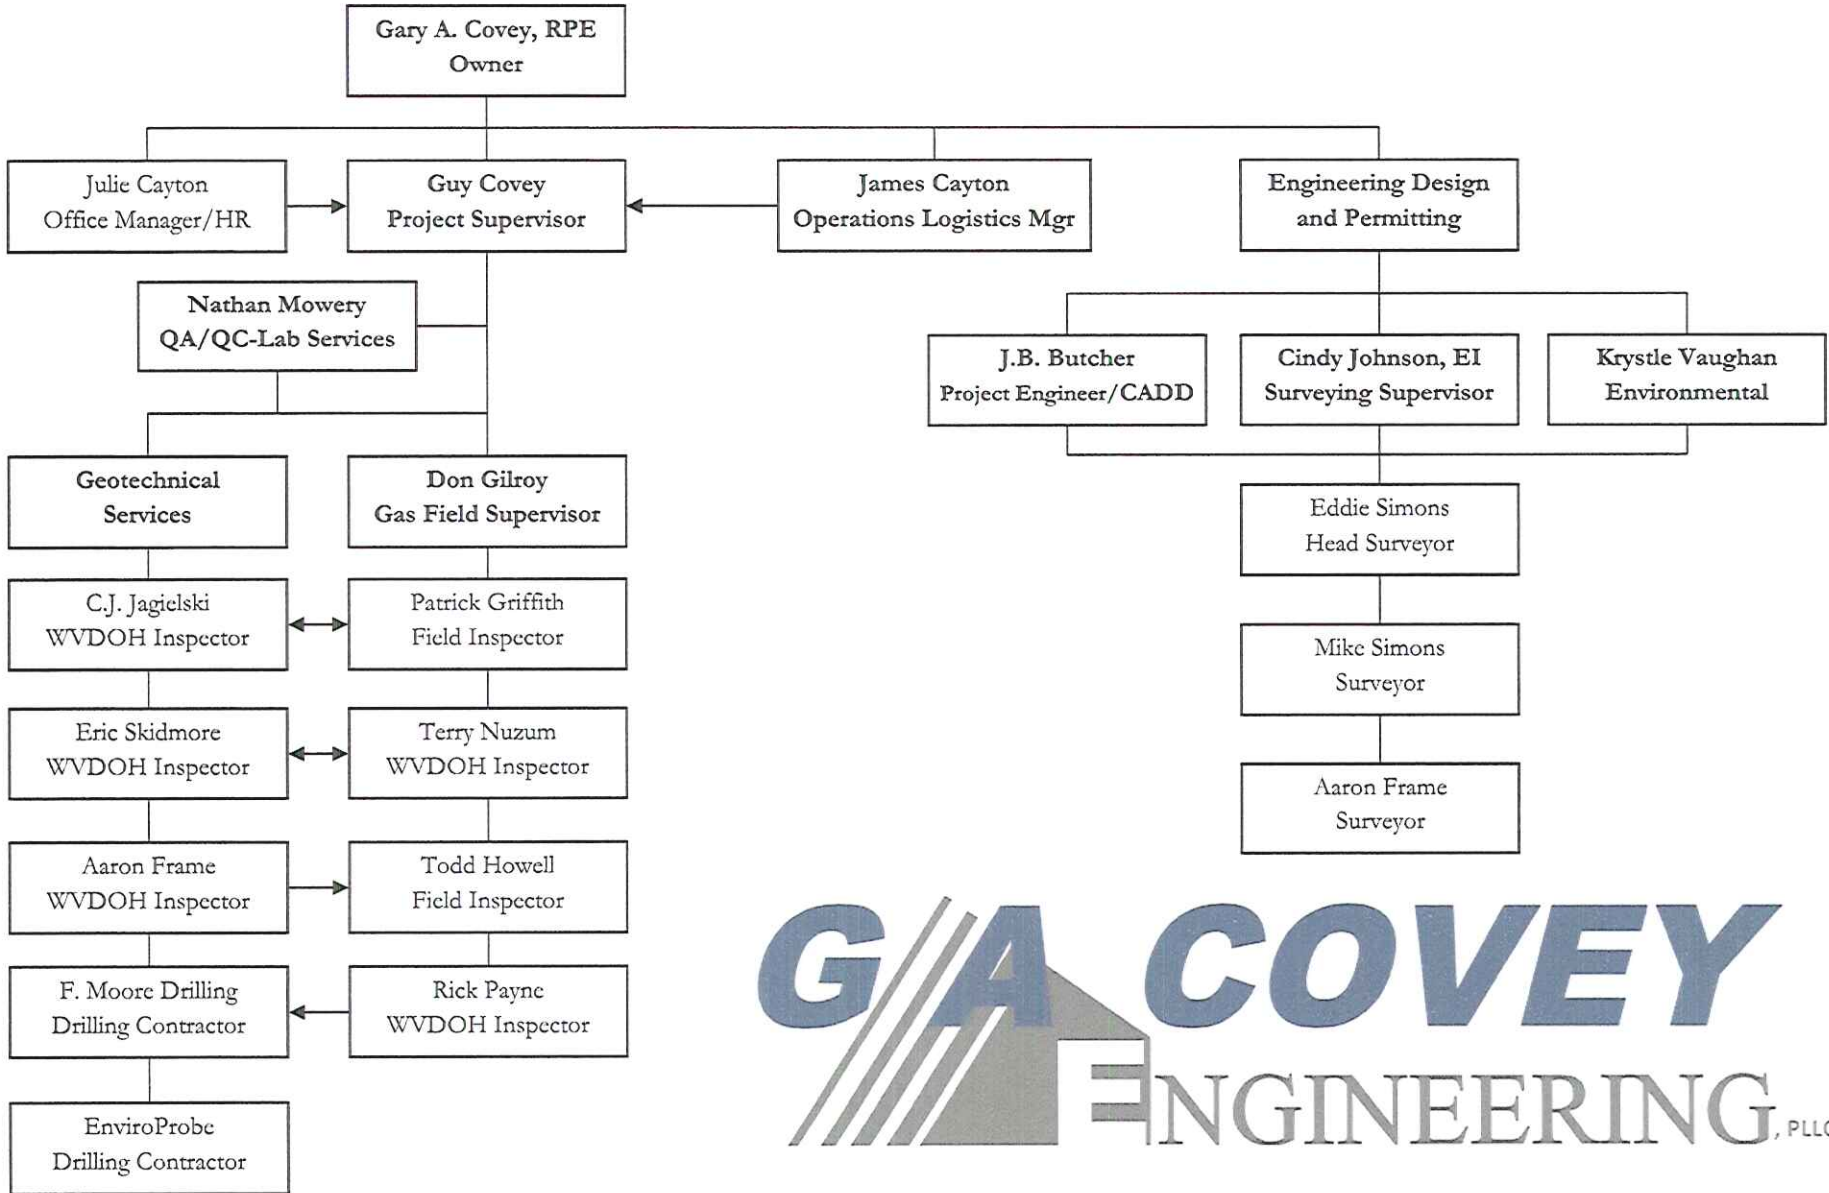 Gary A. Covey, RPE
Owner
Julie Cayton
Office Manager/HR
Guy Covey
Project Supervisor
James Cayton
Operations Logistics Mgr
Engineering Design
and Permitting
Nathan Mowery
QA/QC-Lab Services
J.B. Butcher
Project Engineer/CADD
Cindy Johnson, EI
Surveying Supervisor
Krystle Vaughan
Environmental
Geotechnical
Services
Don Gilroy
Gas Field Supervisor
Eddie Simons
Head Surveyor
C.J. Jagielski
WVDOH Inspector
Patrick Griffith
Field Inspector
Mike Simons
Surveyor
Eric Skidmore
WVDOH Inspector
Terry Nuzum
WVDOH Inspector
Aaron Frame
Surveyor
Aaron Frame
WVDOH Inspector
Todd Howell
Field Inspector
F. Moore Drilling
Drilling Contractor
Rick Payne
WVDOH Inspector
EnviroProbe
Drilling Contractor
G A COVEY
ENGINEERING, PLLC